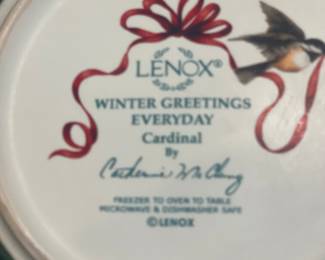 LENOX®
WINTER GREETINGS
EVERYDAY
Cardinal
By
Catherine McClung
FREEZER TO OVEN TO TABLE
MICROWAVE & DISHWASHER SAFE
©LENOX